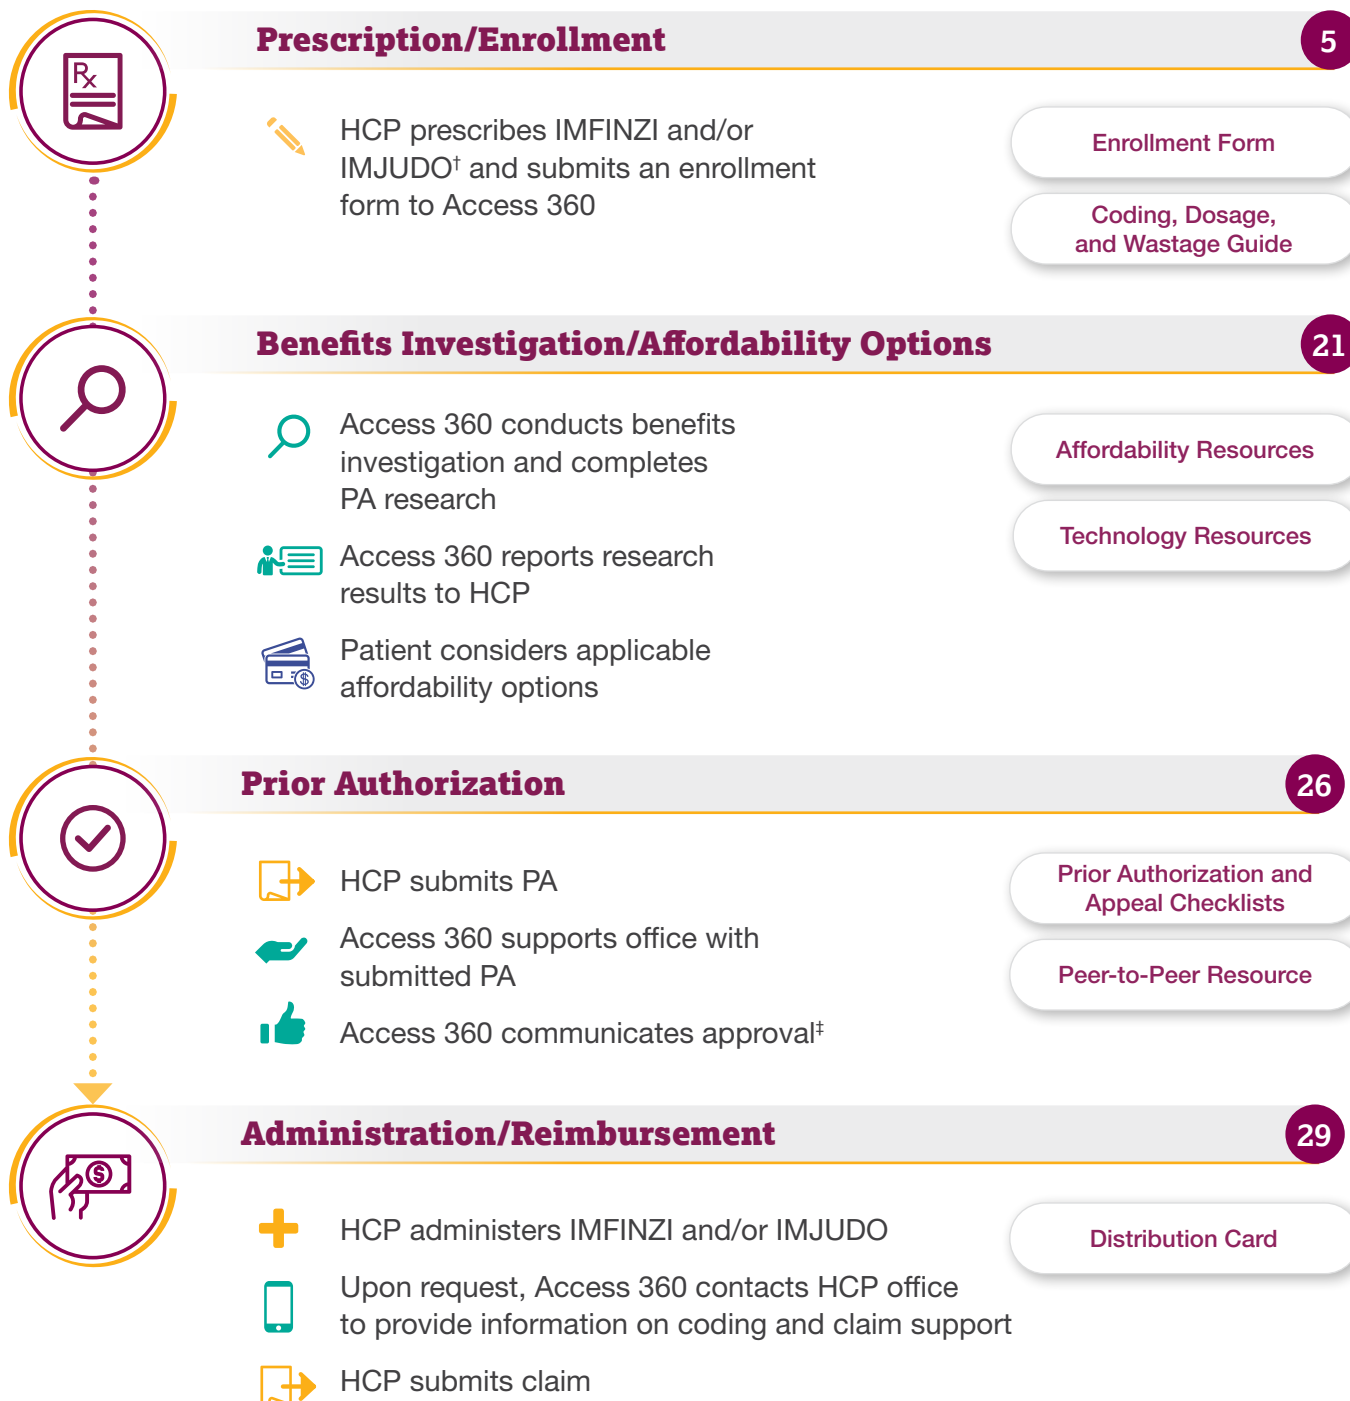 Prescription/Enrollment
5
Rx
HCP prescribes IMFINZI and/or
IMJUDO† and submits an enrollment
form to Access 360
Enrollment Form
Coding, Dosage,
and Wastage Guide
Benefits Investigation/Affordability Options
21
Access 360 conducts benefits
investigation and completes
PA research
Access 360 reports research
results to HCP
Patient considers applicable
affordability options
Affordability Resources
Technology Resources
Prior Authorization
26
HCP submits PA
Access 360 supports office with
submitted PA
Access 360 communicates approval‡
Prior Authorization and
Appeal Checklists
Peer-to-Peer Resource
Administration/Reimbursement
29
HCP administers IMFINZI and/or IMJUDO
Upon request, Access 360 contacts HCP office
to provide information on coding and claim support
HCP submits claim
Distribution Card